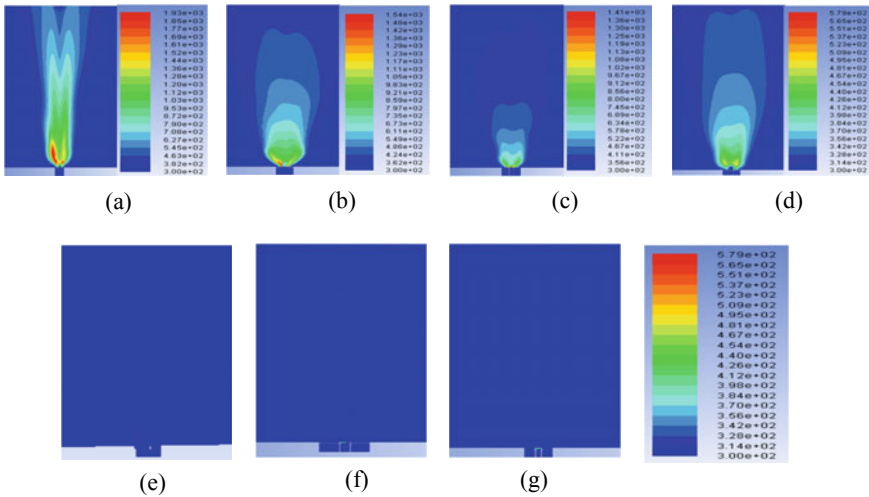 1.93e+03
1.85e+03
1.77e+03
1.69e+03
1.61e+03
1.52e+03
1.44e+03
1.36e+03
1.28e+03
1.20e+03
1.12e+03
1.03e+03
9.53e+02
8.72e+02
7.90e+02
7.08e+02
6.27e+02
5.45e+02
4.63e+02
3.82e+02
3.00e+02
(a)
1.54e+03
1.48e+03
1.42e+03
1.36e+03
1.29e+03
1.23e+03
1.17e+03
1.11e+03
1.05e+03
9.83e+02
9.21e+02
8.59e+02
7.97e+02
7.35e+02
6.73e+02
6.11e+02
5.49e+02
4.86e+02
4.24e+02
3.62e+02
3.00e+02
(b)
1.41e+03
1.36e+03
1.30e+03
1.25e+03
1.19e+03
1.13e+03
1.08e+03
1.02e+03
9.67e+02
9.12e+02
8.56e+02
8.00e+02
7.45e+02
6.89e+02
6.34e+02
5.78e+02
5.22e+02
4.67e+02
4.11e+02
3.56e+02
3.00e+02
(c)
5.79e+02
5.65e+02
5.51e+02
5.37e+02
5.23e+02
5.09e+02
4.95e+02
4.81e+02
4.67e+02
4.54e+02
4.40e+02
4.26e+02
4.12e+02
3.98e+02
3.84e+02
3.70e+02
3.56e+02
3.42e+02
3.28e+02
3.14e+02
3.00e+02
(d)
(e)
(f)
(g)
5.79e+02
5.65e+02
5.51e+02
5.37e+02
5.23e+02
5.09e+02
4.95e+02
4.81e+02
4.67e+02
4.54e+02
4.40e+02
4.26e+02
4.12e+02
3.98e+02
3.84e+02
3.70e+02
3.56e+02
3.42e+02
3.28e+02
3.14e+02
3.00e+02